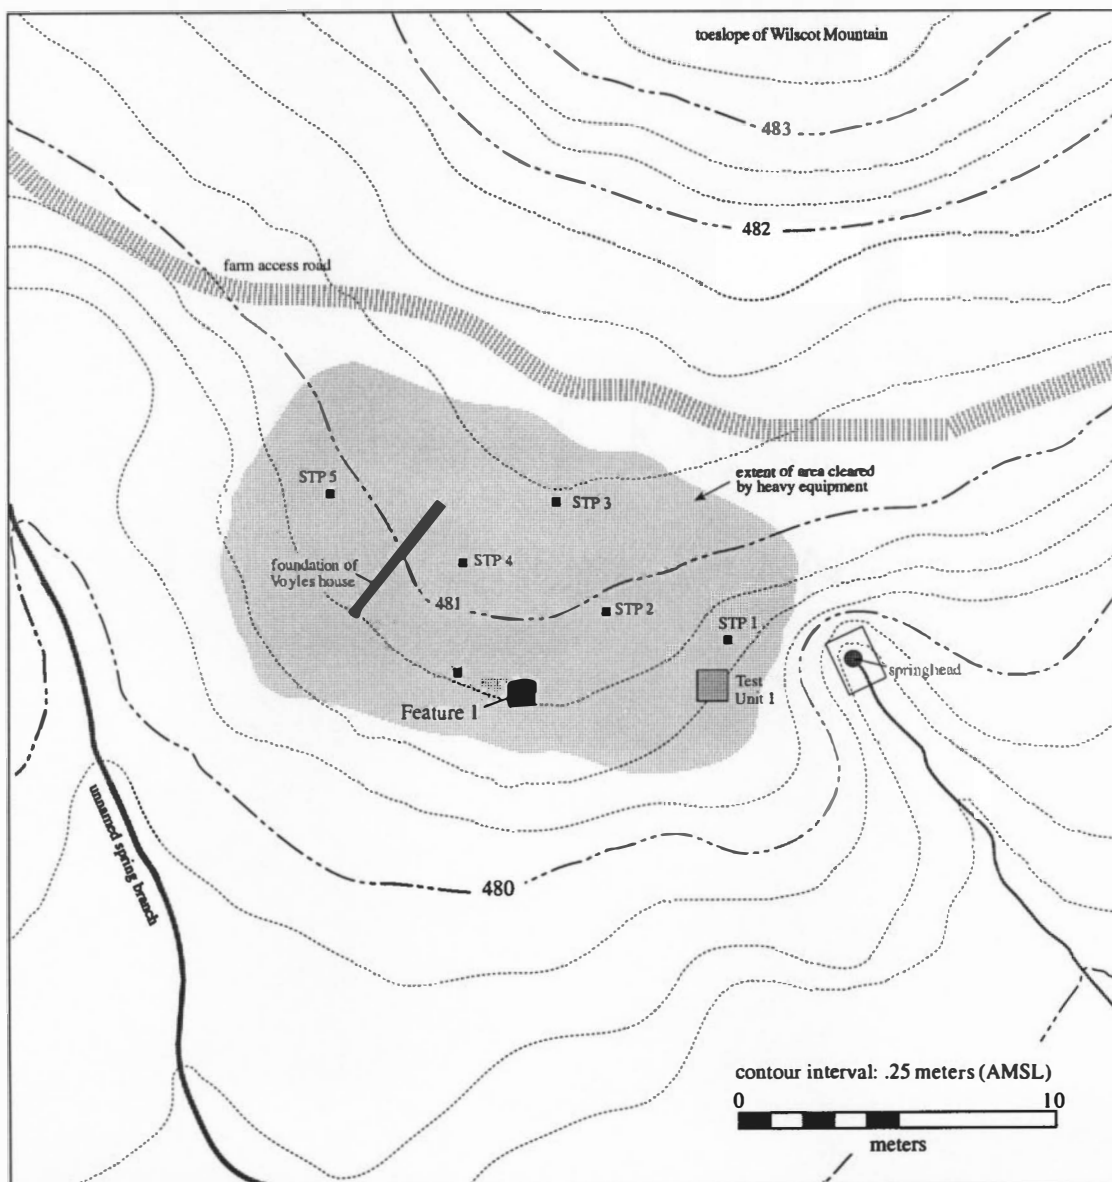 toeslope of Wilscot Mountain
483
482
farm access road
extent of area cleared
by heavy equipment
STP 5
STP 3
STP 4
foundation of
Voyles house
481
STP 2
STP 1
springhead
Test
Unit 1
Feature 1
unnamed spring branch
480
contour interval: .25 meters (AMSL)
0 10
meters